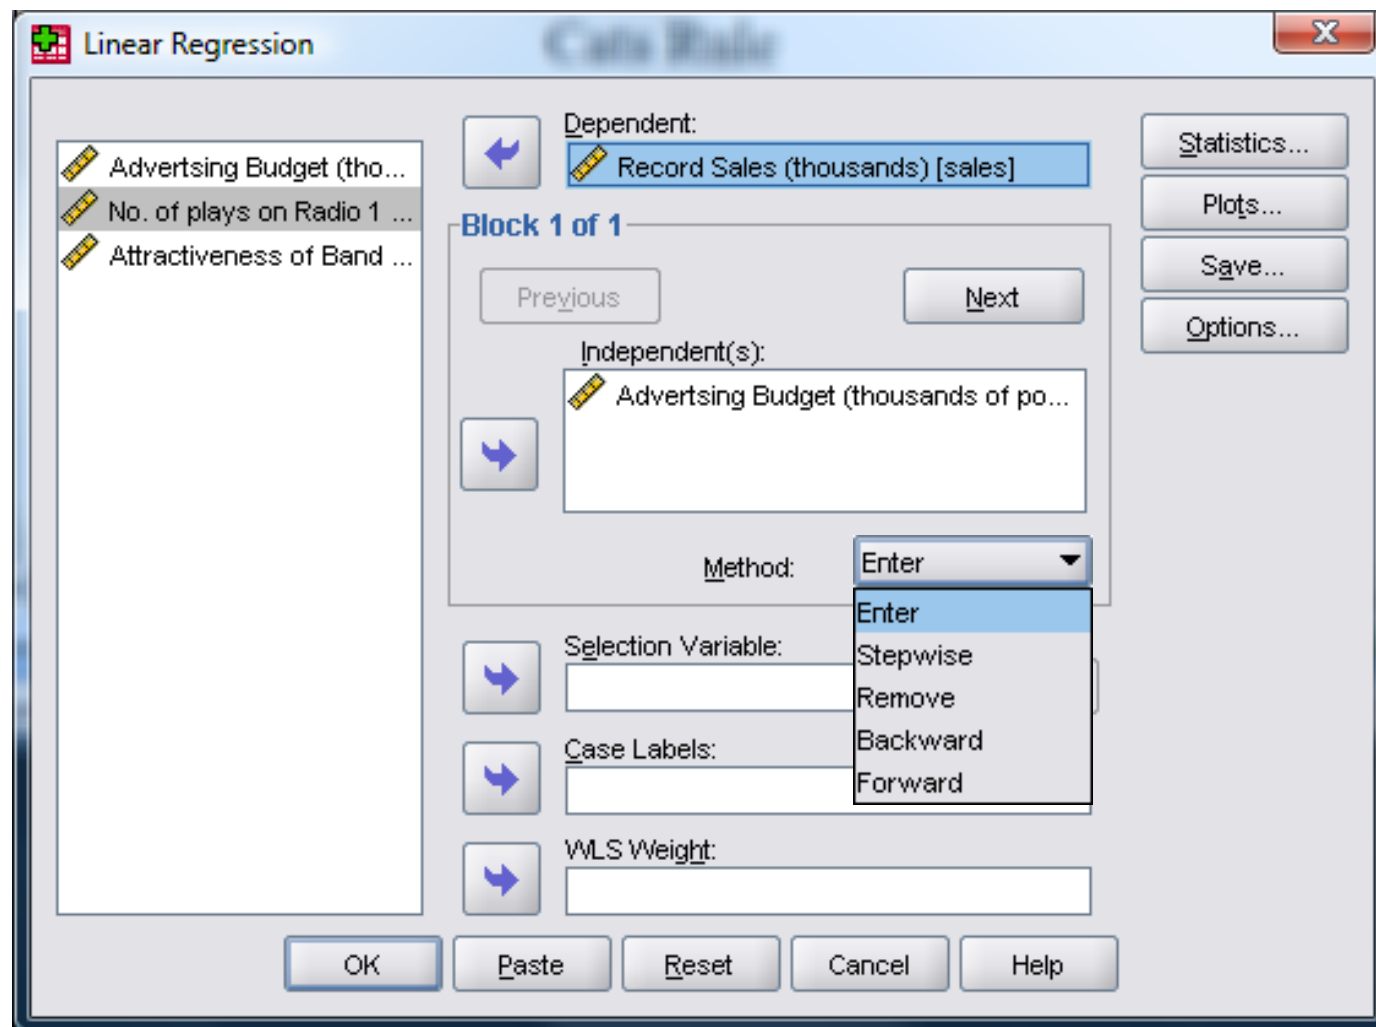 Linear Regression
Cats Rule
Advertsing Budget (tho...
No. of plays on Radio 1 ...
Attractiveness of Band ...
Dependent:
Record Sales (thousands) [sales]
Block 1 of 1
Previous
Next
Independent(s):
Advertsing Budget (thousands of po...
Method:
Enter
Enter
Stepwise
Remove
Backward
Forward
Selection Variable:
Case Labels:
WLS Weight:
Statistics...
Plots...
Save...
Options...
OK
Paste
Reset
Cancel
Help